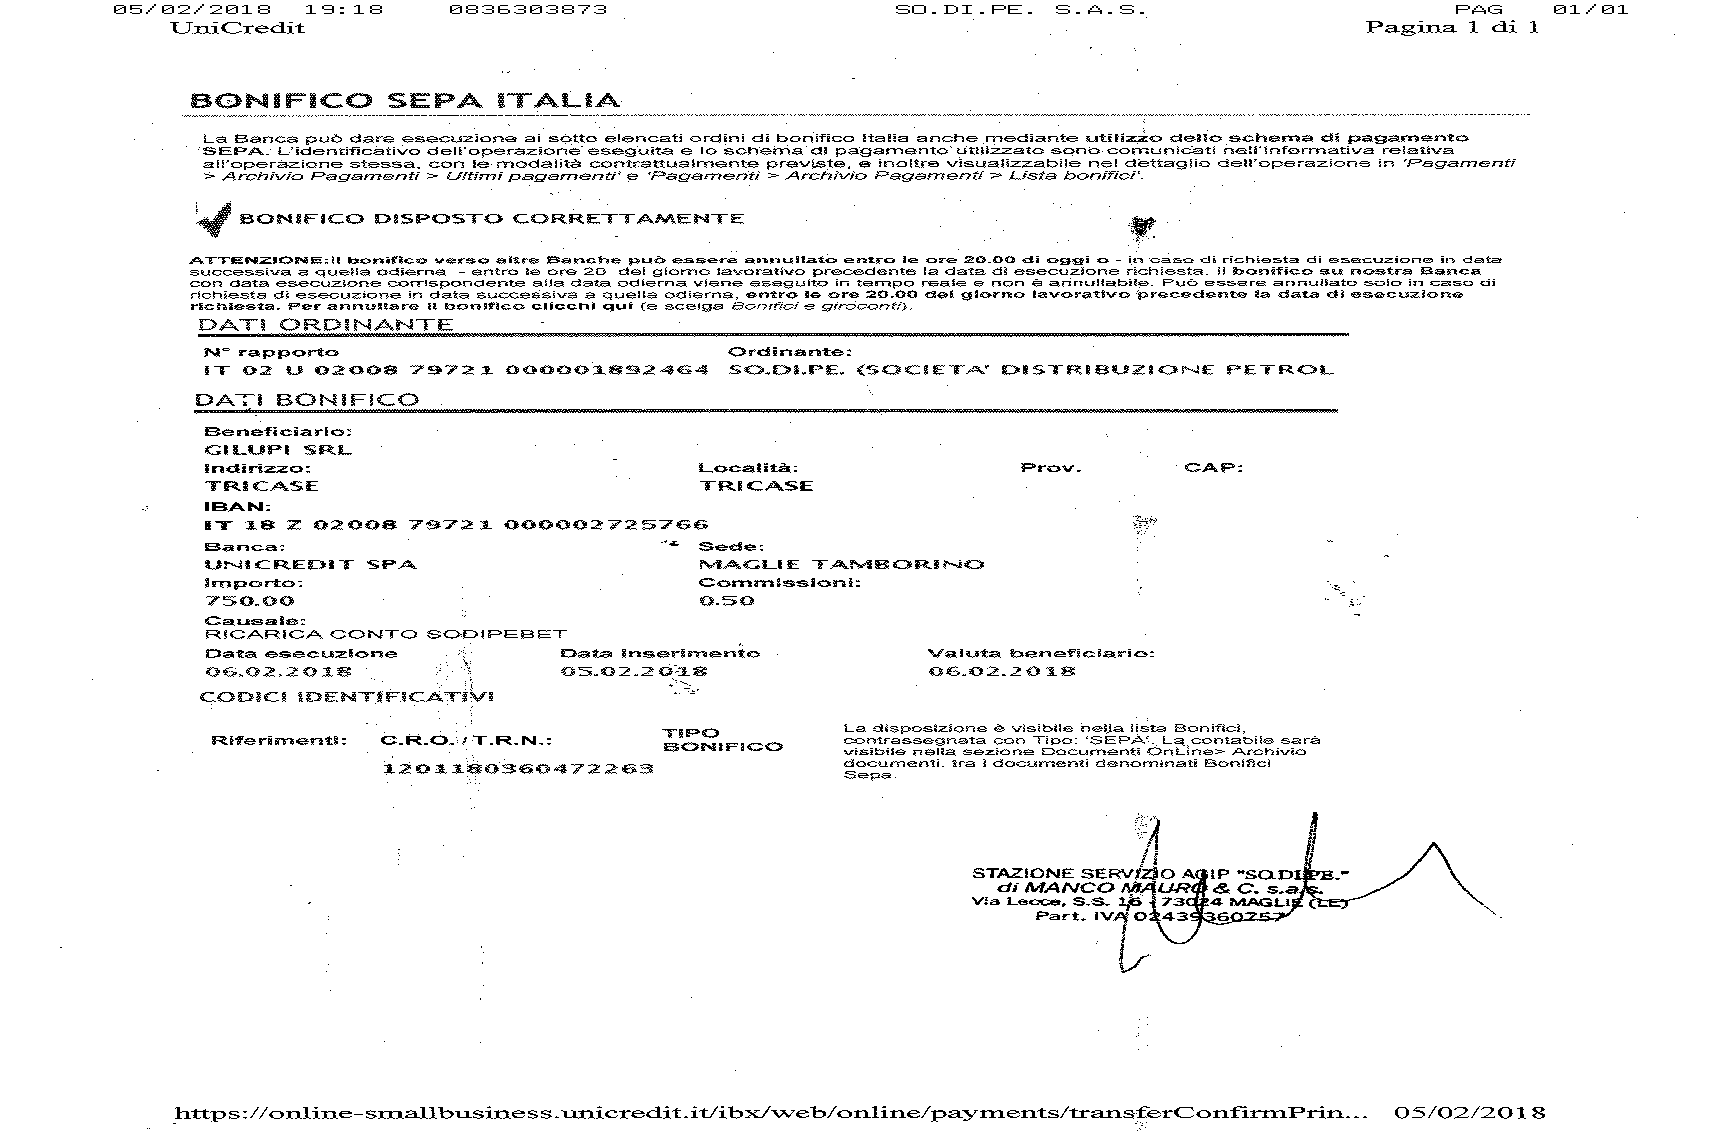 05/02/2018 19:18 0836303873 SO.DI.PE. S.A.S. PAG 01/01
UniCredit Pagina 1 di 1
BONIFICO SEPA ITALIA
La Banca può dare esecuzione ai sotto elencati ordini di bonifico Italia anche mediante utilizzo dello schema di pagamento
SEPA. L'identificativo dell'operazione eseguita e lo schema di pagamento utilizzato sono comunicati nell'informativa relativa
all'operazione stessa, con le modalità contrattualmente previste, e inoltre visualizzabile nel dettaglio dell'operazione in 'Pagamenti
> Archivio Pagamenti > Ultimi pagamenti' e 'Pagamenti > Archivio Pagamenti > Lista bonifici'.
BONIFICO DISPOSTO CORRETTAMENTE
ATTENZIONE:il bonifico verso altre Banche può essere annullato entro le ore 20.00 di oggi o - in caso di richiesta di esecuzione in data
successiva a quella odierna - entro le ore 20 del giorno lavorativo precedente la data di esecuzione richiesta. Il bonifico su nostra Banca
con data esecuzione corrispondente alla data odierna viene eseguito in tempo reale e non è annullabile. Può essere annullato solo in caso di
richiesta di esecuzione in data successiva a quella odierna, entro le ore 20.00 del giorno lavorativo precedente la data di esecuzione
richiesta. Per annullare il bonifico clicchi qui (e scelga Bonifici e giroconti).
DATI ORDINANTE
N° rapporto Ordinante:
IT 02 U 02008 79721 000001892464 SO.DI.PE. (SOCIETA' DISTRIBUZIONE PETROL
DATI BONIFICO
Beneficiario:
GILUPI SRL
Indirizzo: Località: Prov. CAP:
TRICASE TRICASE
IBAN:
IT 18 Z 02008 79721 000002725766
Banca: Sede:
UNICREDIT SPA MAGLIE TAMBORINO
Importo: Commissioni:
750.00 0.50
Causale:
RICARICA CONTO SODIPEBET
Data esecuzione Data inserimento Valuta beneficiario:
06.02.2018 05.02.2018 06.02.2018
CODICI IDENTIFICATIVI
Riferimenti: C.R.O. / T.R.N.: TIPO BONIFICO
1201180360472263
La disposizione è visibile nella lista Bonifici,
contrassegnata con Tipo: 'SEPA'. La contabile sarà
visibile nella sezione Documenti OnLine> Archivio
documenti, tra i documenti denominati Bonifici
Sepa.
STAZIONE SERVIZIO AGIP "SO.DI.PE."
di MANCO MAURO & C. s.a.s.
Via Lecce, S.S. 16 - 73024 MAGLIE (LE)
Part. IVA 02439360757
https://online-smallbusiness.unicredit.it/ibx/web/online/payments/transferConfirmPrin... 05/02/2018